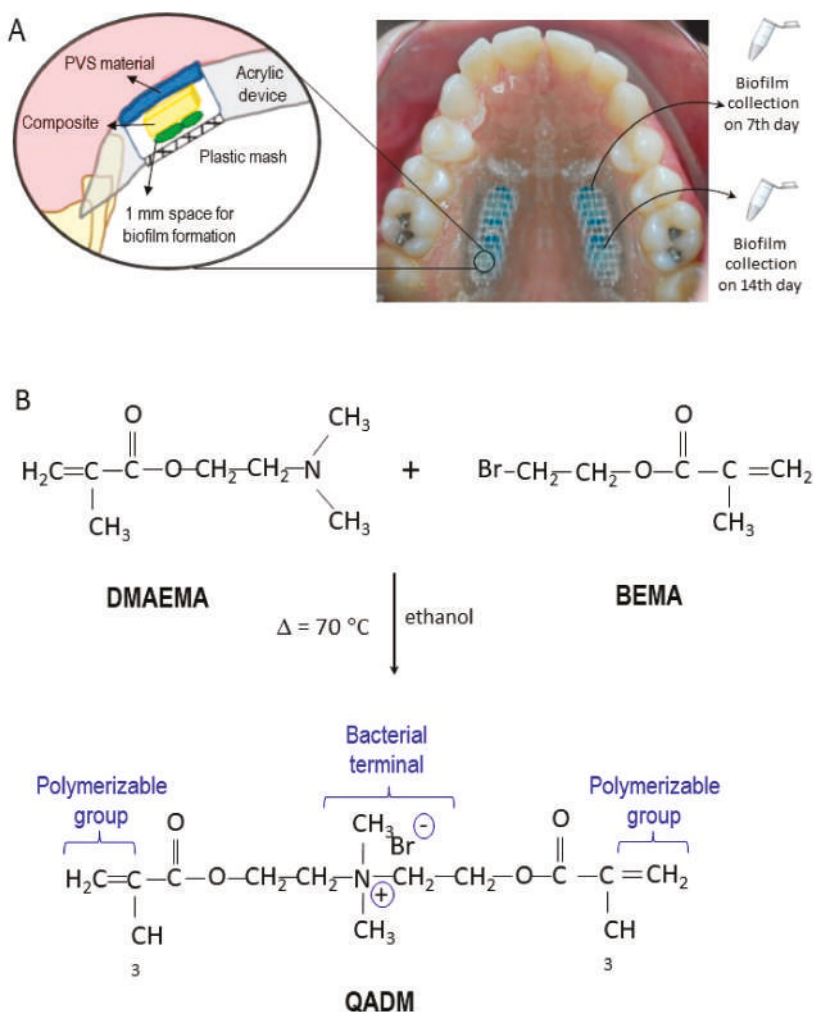 A
PVS material
Acrylic
device
Composite
Plastic mash
1 mm space for
biofilm formation
Biofilm
collection
on 7th day
Biofilm
collection
on 14th day
B
O
H₂C=C—C—O—CH₂—CH₂—N
CH₃
CH₃
CH₃
+
O
Br—CH₂—CH₂—O—C—C=CH₂
CH₃
DMAEMA
BEMA
Δ = 70 °C
ethanol
Bacterial
terminal
Polymerizable
group
Polymerizable
group
O
CH₃
Br
-
O
H₂C=C—C—O—CH₂—CH₂—N—CH₂—CH₂—O—C—C=CH₂
+
CH
3
CH₃
CH
3
QADM